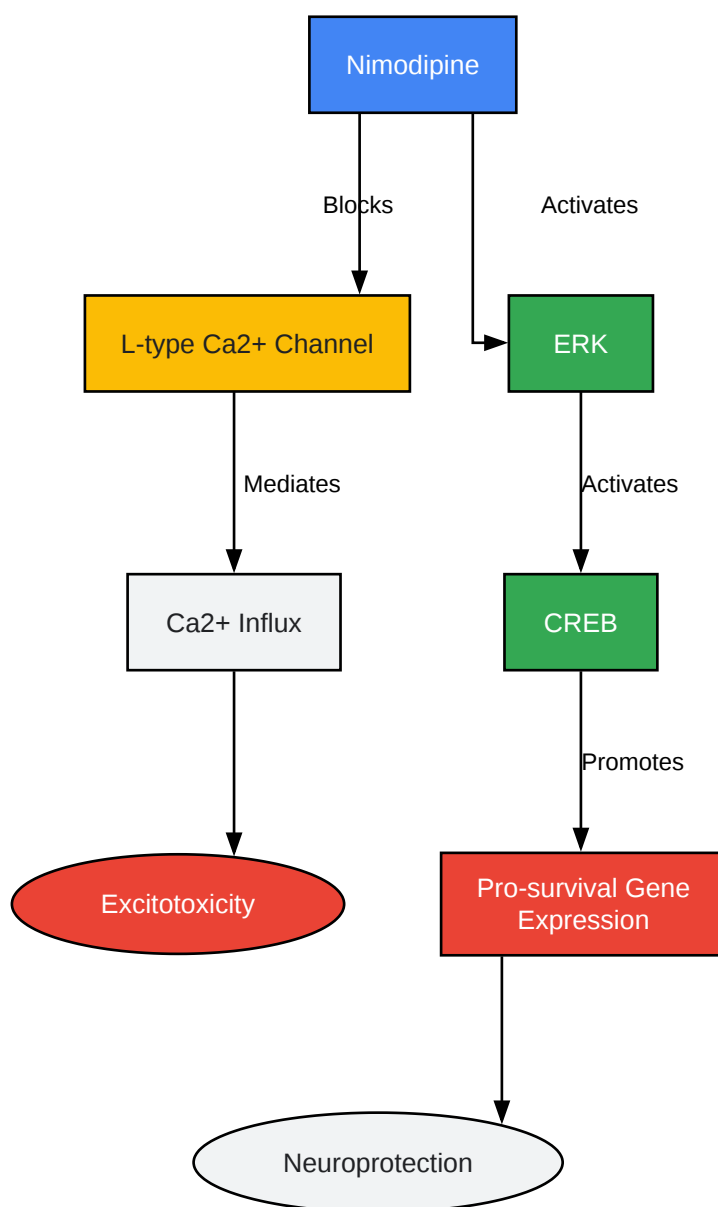 Nimodipine
Blocks
Activates
L-type Ca2+ Channel
ERK
Mediates
Activates
Ca2+ Influx
CREB
Promotes
Excitotoxicity
Pro-survival Gene
Expression
Neuroprotection